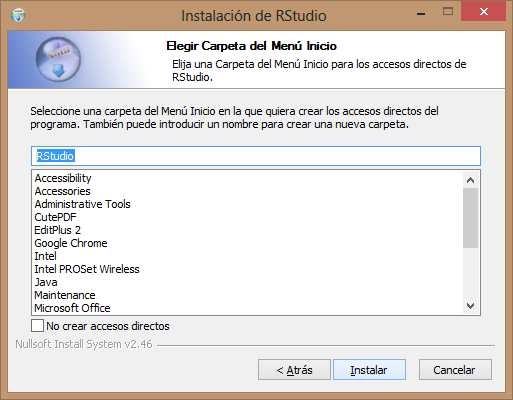 Instalación de RStudio
Elegir Carpeta del Menú Inicio
Elija una Carpeta del Menú Inicio para los accesos directos de
RStudio.
Seleccione una carpeta del Menú Inicio en la que quiera crear los accesos directos del
programa. También puede introducir un nombre para crear una nueva carpeta.
RStudio
Accessibility
Accessories
Administrative Tools
CutePDF
EditPlus 2
Google Chrome
Intel
Intel PROSet Wireless
Java
Maintenance
Microsoft Office
No crear accesos directos
Nullsoft Install System v2.46
< Atrás
Instalar
Cancelar